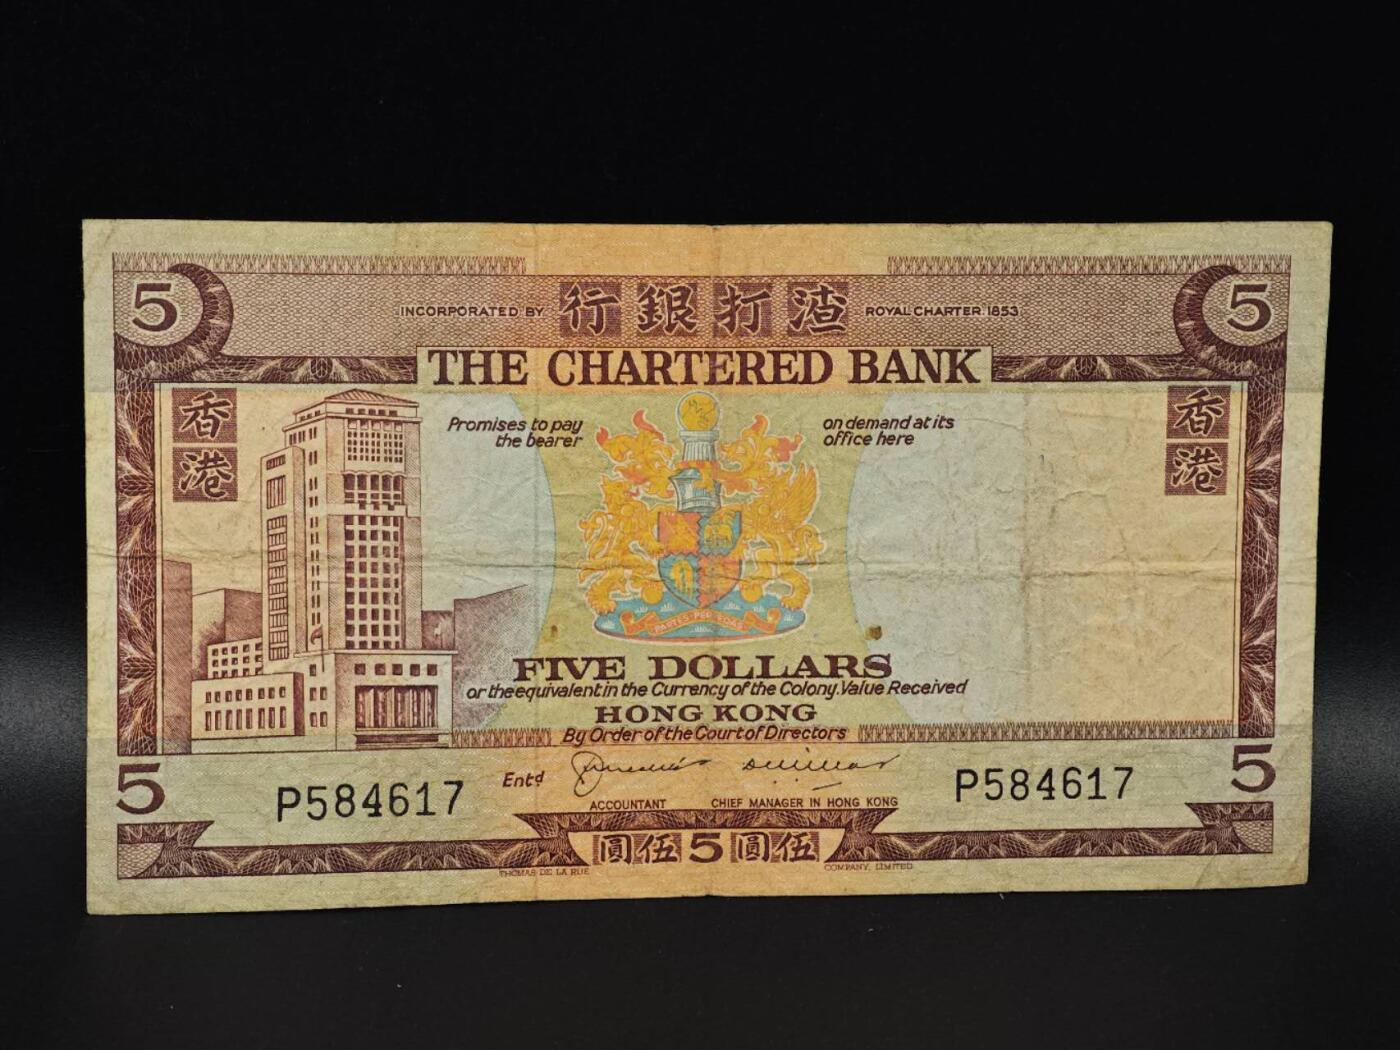 5
INCORPORATED BY 行銀打渣 ROYAL CHARTER.1853
5
THE CHARTERED BANK
香港
Promises to pay the bearer
on demand at its office here
香港
PARTES PER EOAS
FIVE DOLLARS
or the equivalent in the Currency of the Colony. Value Received
HONG KONG
By Order of the Court of Directors
5
P584617
Entd
ACCOUNTANT
CHIEF MANAGER IN HONG KONG
P584617
5
圓伍5圓伍
THOMAS DE LA RUE
COMPANY, LIMITED